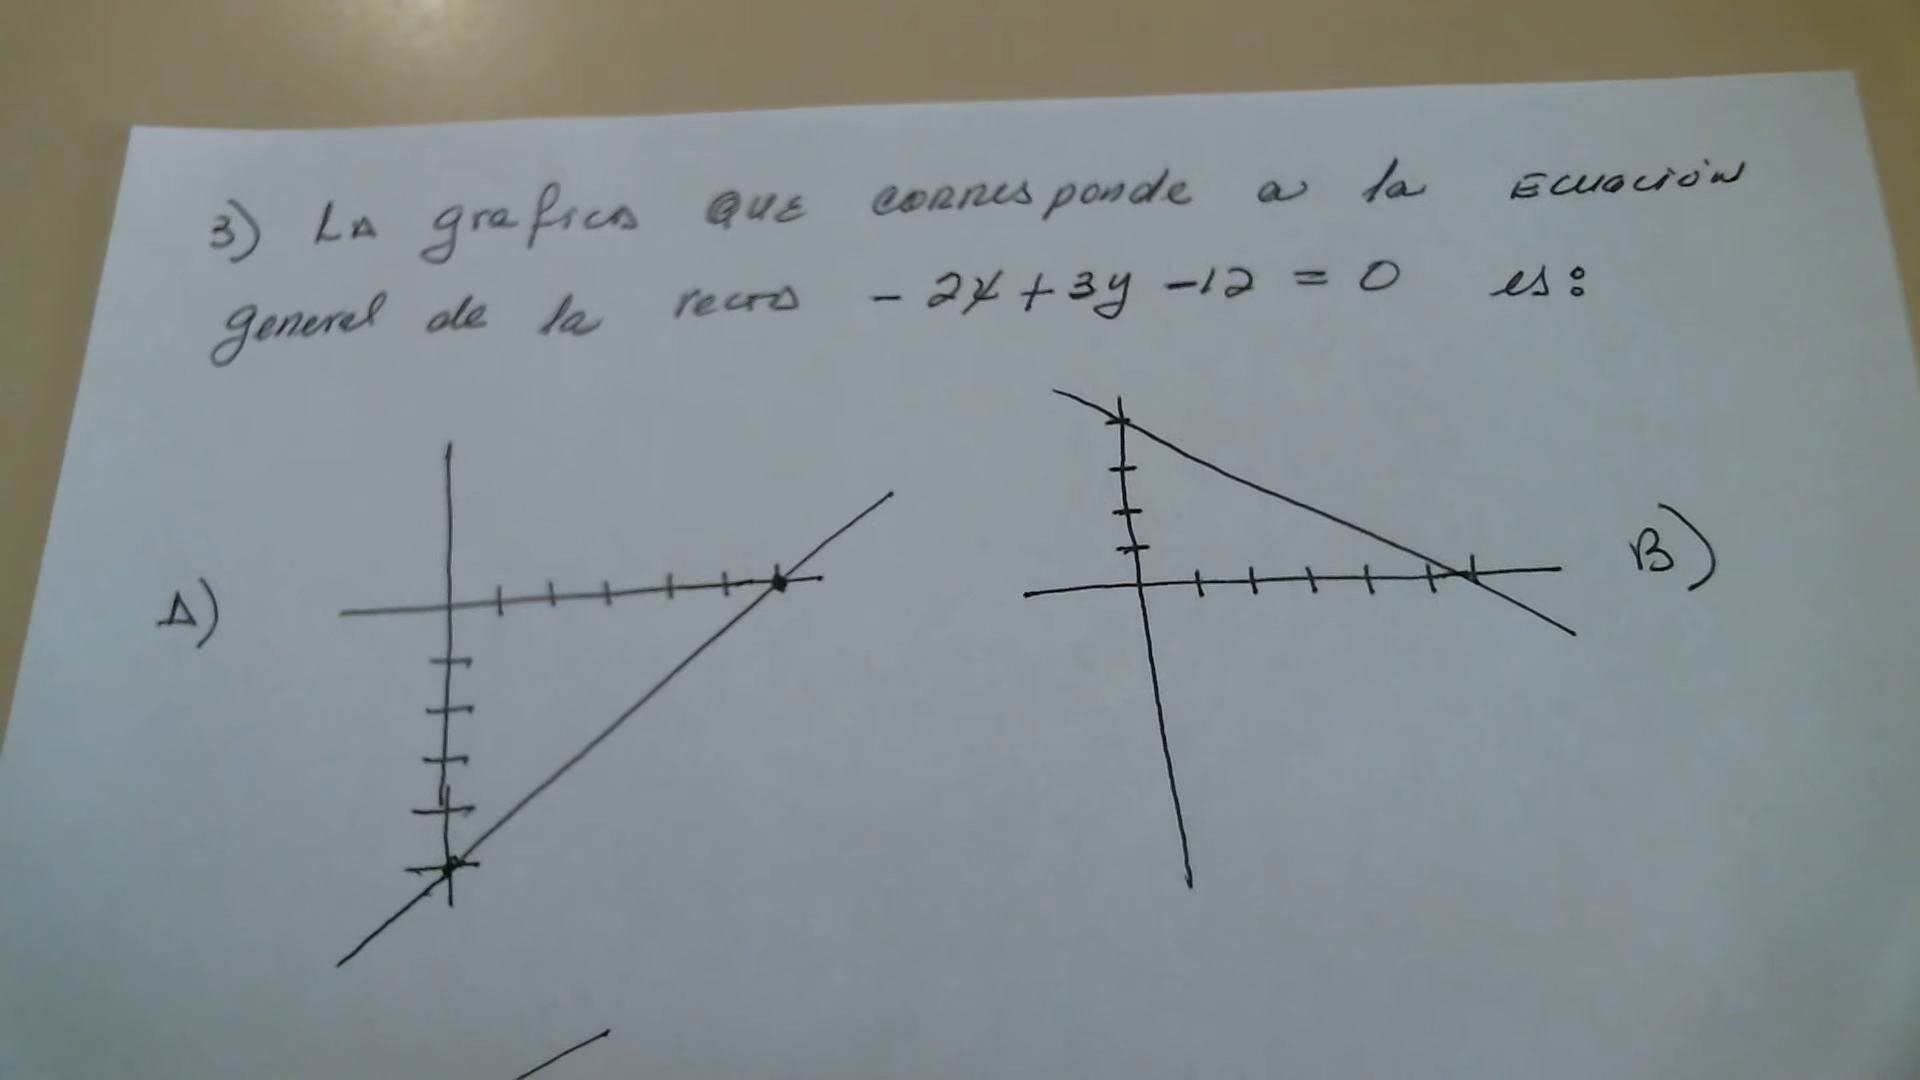 3) LA grafica QUE corresponde a la Ecuación
general de la recta - 2x + 3y - 12 = 0 es:
A)
B)